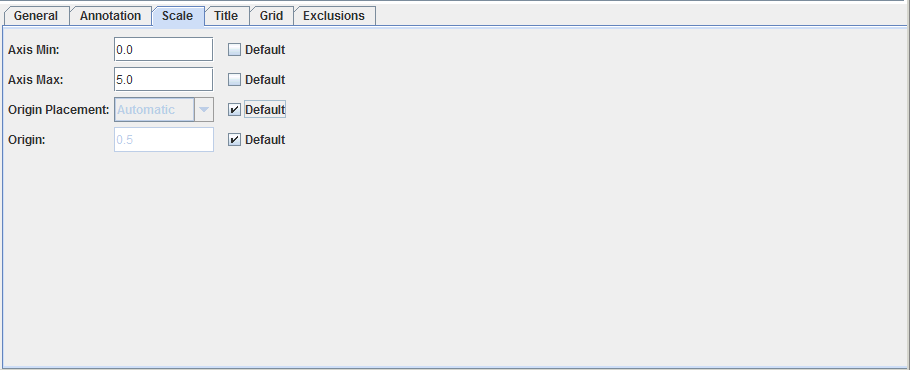 General Annotation Scale Title Grid Exclusions
Axis Min: 0.0 Default
Axis Max: 5.0 Default
Origin Placement: Automatic Default
Origin: 0.5 Default